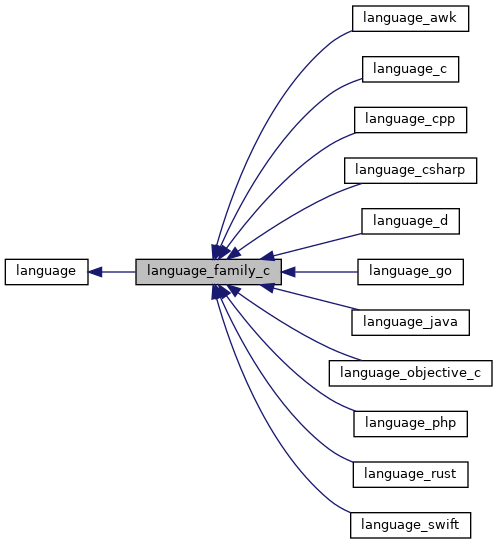 language_awk
language_c
language_cpp
language_csharp
language_d
language
language_family_c
language_go
language_java
language_objective_c
language_php
language_rust
language_swift